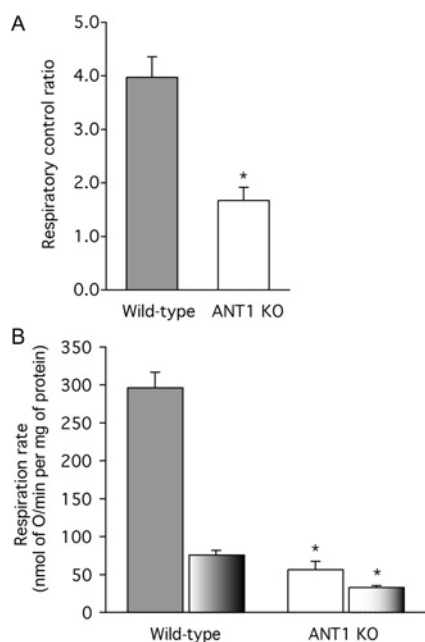 A
Respiratory control ratio
5.0
4.0
3.0
2.0
1.0
0.0
*
Wild-type ANT1 KO
B
Respiration rate
(nmol of O/min per mg of protein)
350
300
250
200
150
100
50
0
* *
Wild-type ANT1 KO